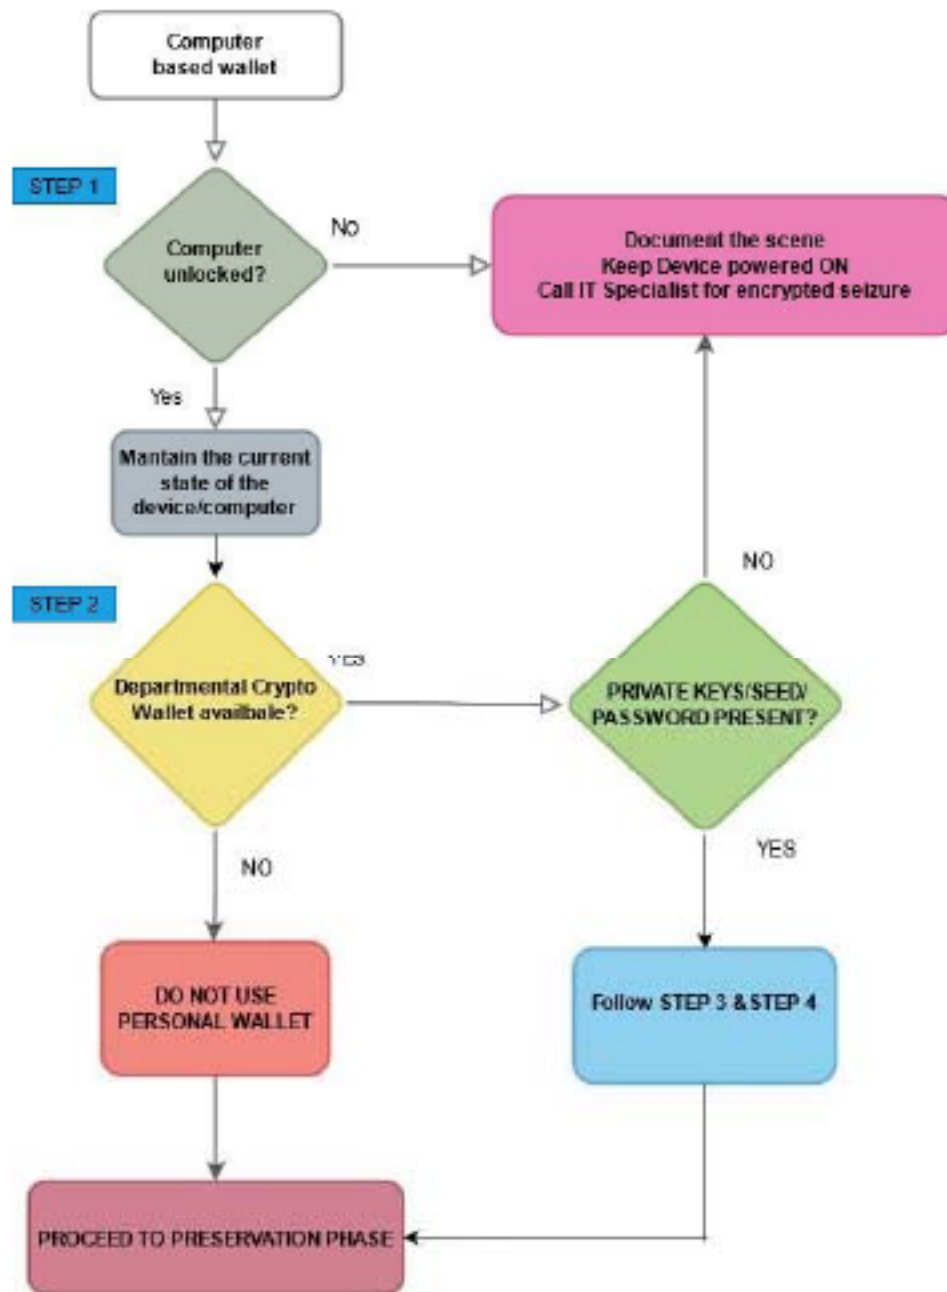 Computer
based wallet
STEP 1
No
Computer
unlocked?
Document the scene
Keep Device powered ON
Call IT Specialist for encrypted seizure
Yes
Mantain the current
state of the
device/computer
NO
STEP 2
YES
Departmental Crypto
Wallet availbale?
PRIVATE KEYS/SEED/
PASSWORD PRESENT?
NO
YES
DO NOT USE
PERSONAL WALLET
Follow STEP 3 & STEP 4
PROCEED TO PRESERVATION PHASE